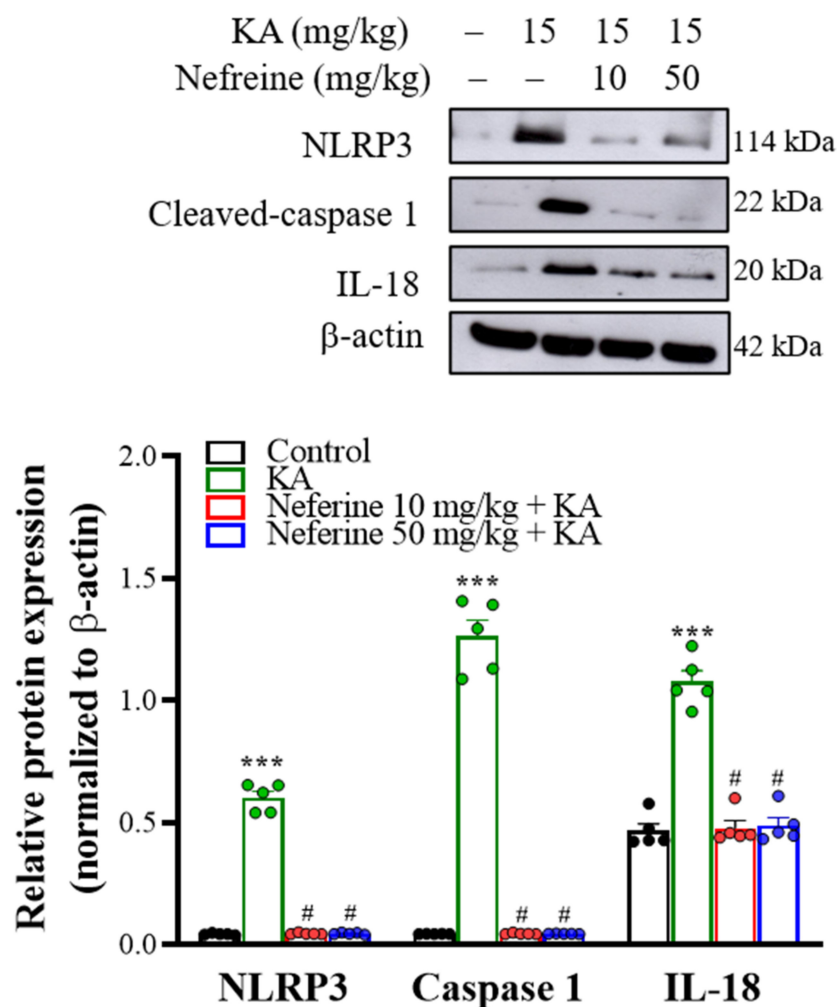 KA (mg/kg) – 15 15 15
Nefreine (mg/kg) – – 10 50
NLRP3 114 kDa
Cleaved-caspase 1 22 kDa
IL-18 20 kDa
β-actin 42 kDa
Relative protein expression
(normalized to β-actin)
2.0
1.5
1.0
0.5
0.0
Control
KA
Neferine 10 mg/kg + KA
Neferine 50 mg/kg + KA
*** # #
*** # #
*** # #
NLRP3 Caspase 1 IL-18